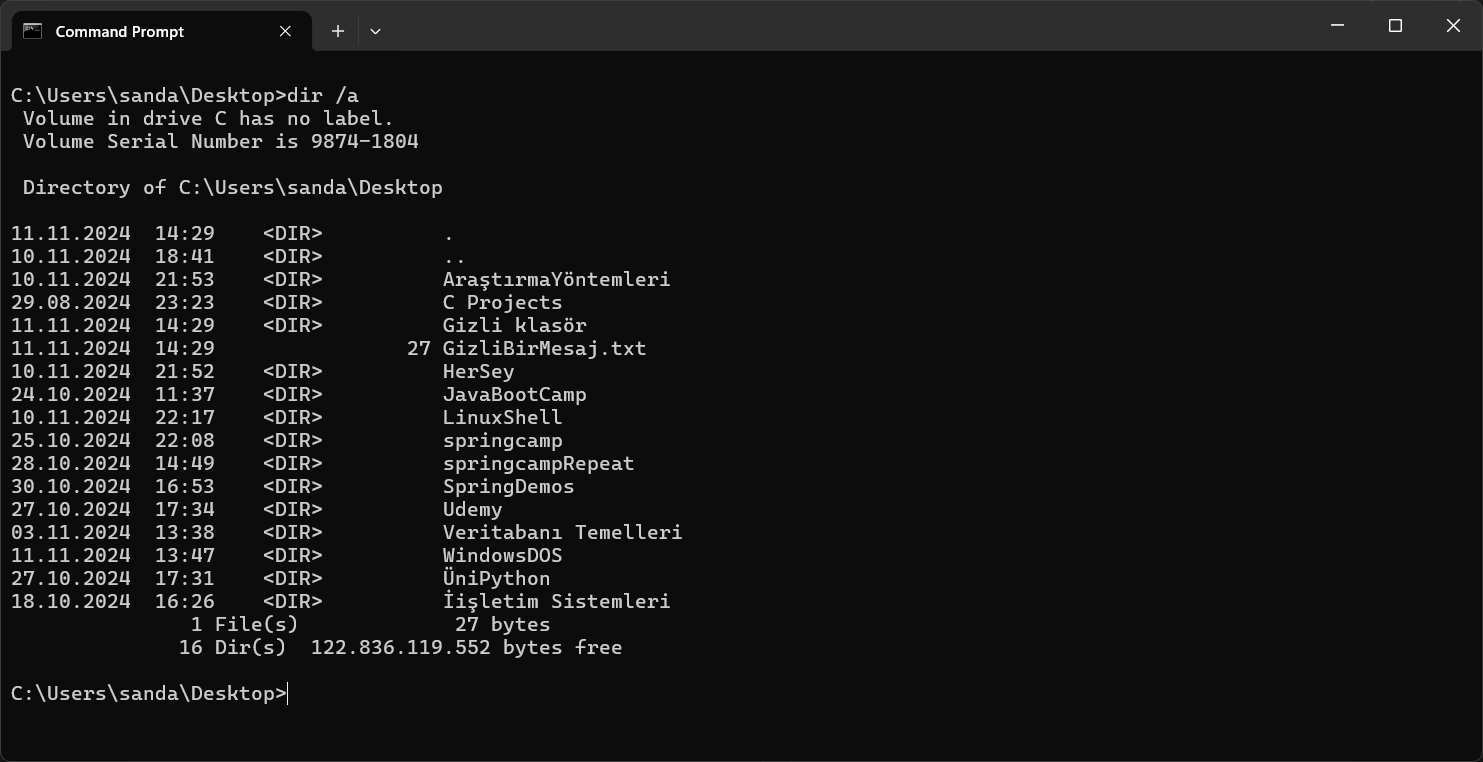 Command Prompt
C:\Users\sanda\Desktop>dir /a
 Volume in drive C has no label.
 Volume Serial Number is 9874-1804
 Directory of C:\Users\sanda\Desktop
11.11.2024  14:29    <DIR>          .
10.11.2024  18:41    <DIR>          ..
10.11.2024  21:53    <DIR>          AraştırmaYöntemleri
29.08.2024  23:23    <DIR>          C Projects
11.11.2024  14:29    <DIR>          Gizli klasör
11.11.2024  14:29                27 GizliBirMesaj.txt
10.11.2024  21:52    <DIR>          HerSey
24.10.2024  11:37    <DIR>          JavaBootCamp
10.11.2024  22:17    <DIR>          LinuxShell
25.10.2024  22:08    <DIR>          springcamp
28.10.2024  14:49    <DIR>          springcampRepeat
30.10.2024  16:53    <DIR>          SpringDemos
27.10.2024  17:34    <DIR>          Udemy
03.11.2024  13:38    <DIR>          Veritabanı Temelleri
11.11.2024  13:47    <DIR>          WindowsDOS
27.10.2024  17:31    <DIR>          ÜniPython
18.10.2024  16:26    <DIR>          İişletim Sistemleri
               1 File(s)             27 bytes
              16 Dir(s)  122.836.119.552 bytes free
C:\Users\sanda\Desktop>